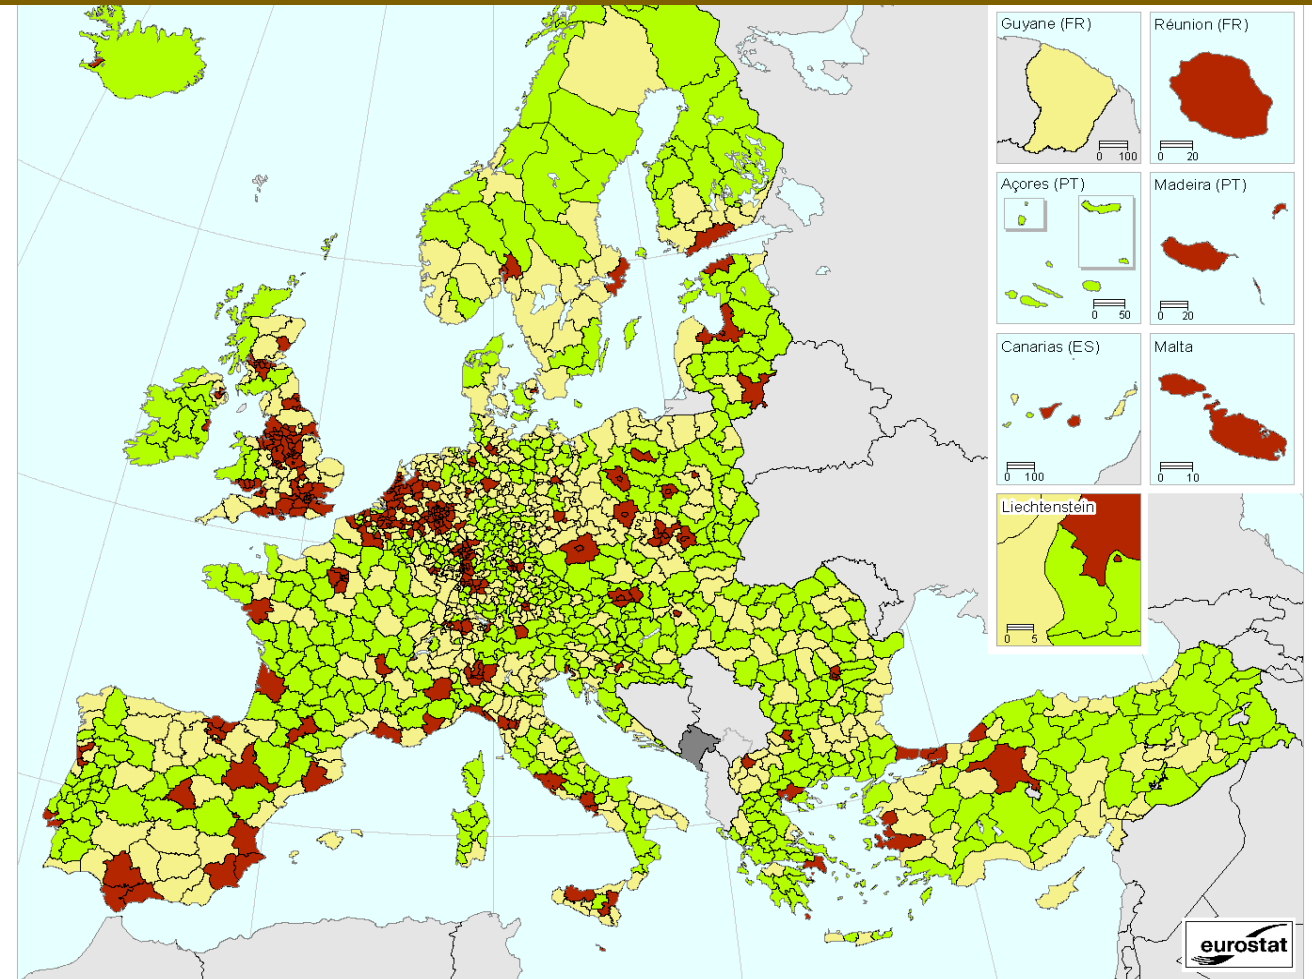 Guyane (FR)
0 100
Réunion (FR)
0 20
Açores (PT)
0 50
Madeira (PT)
0 20
Canarias (ES)
0 100
Malta
0 10
Liechtenstein
0 5
eurostat